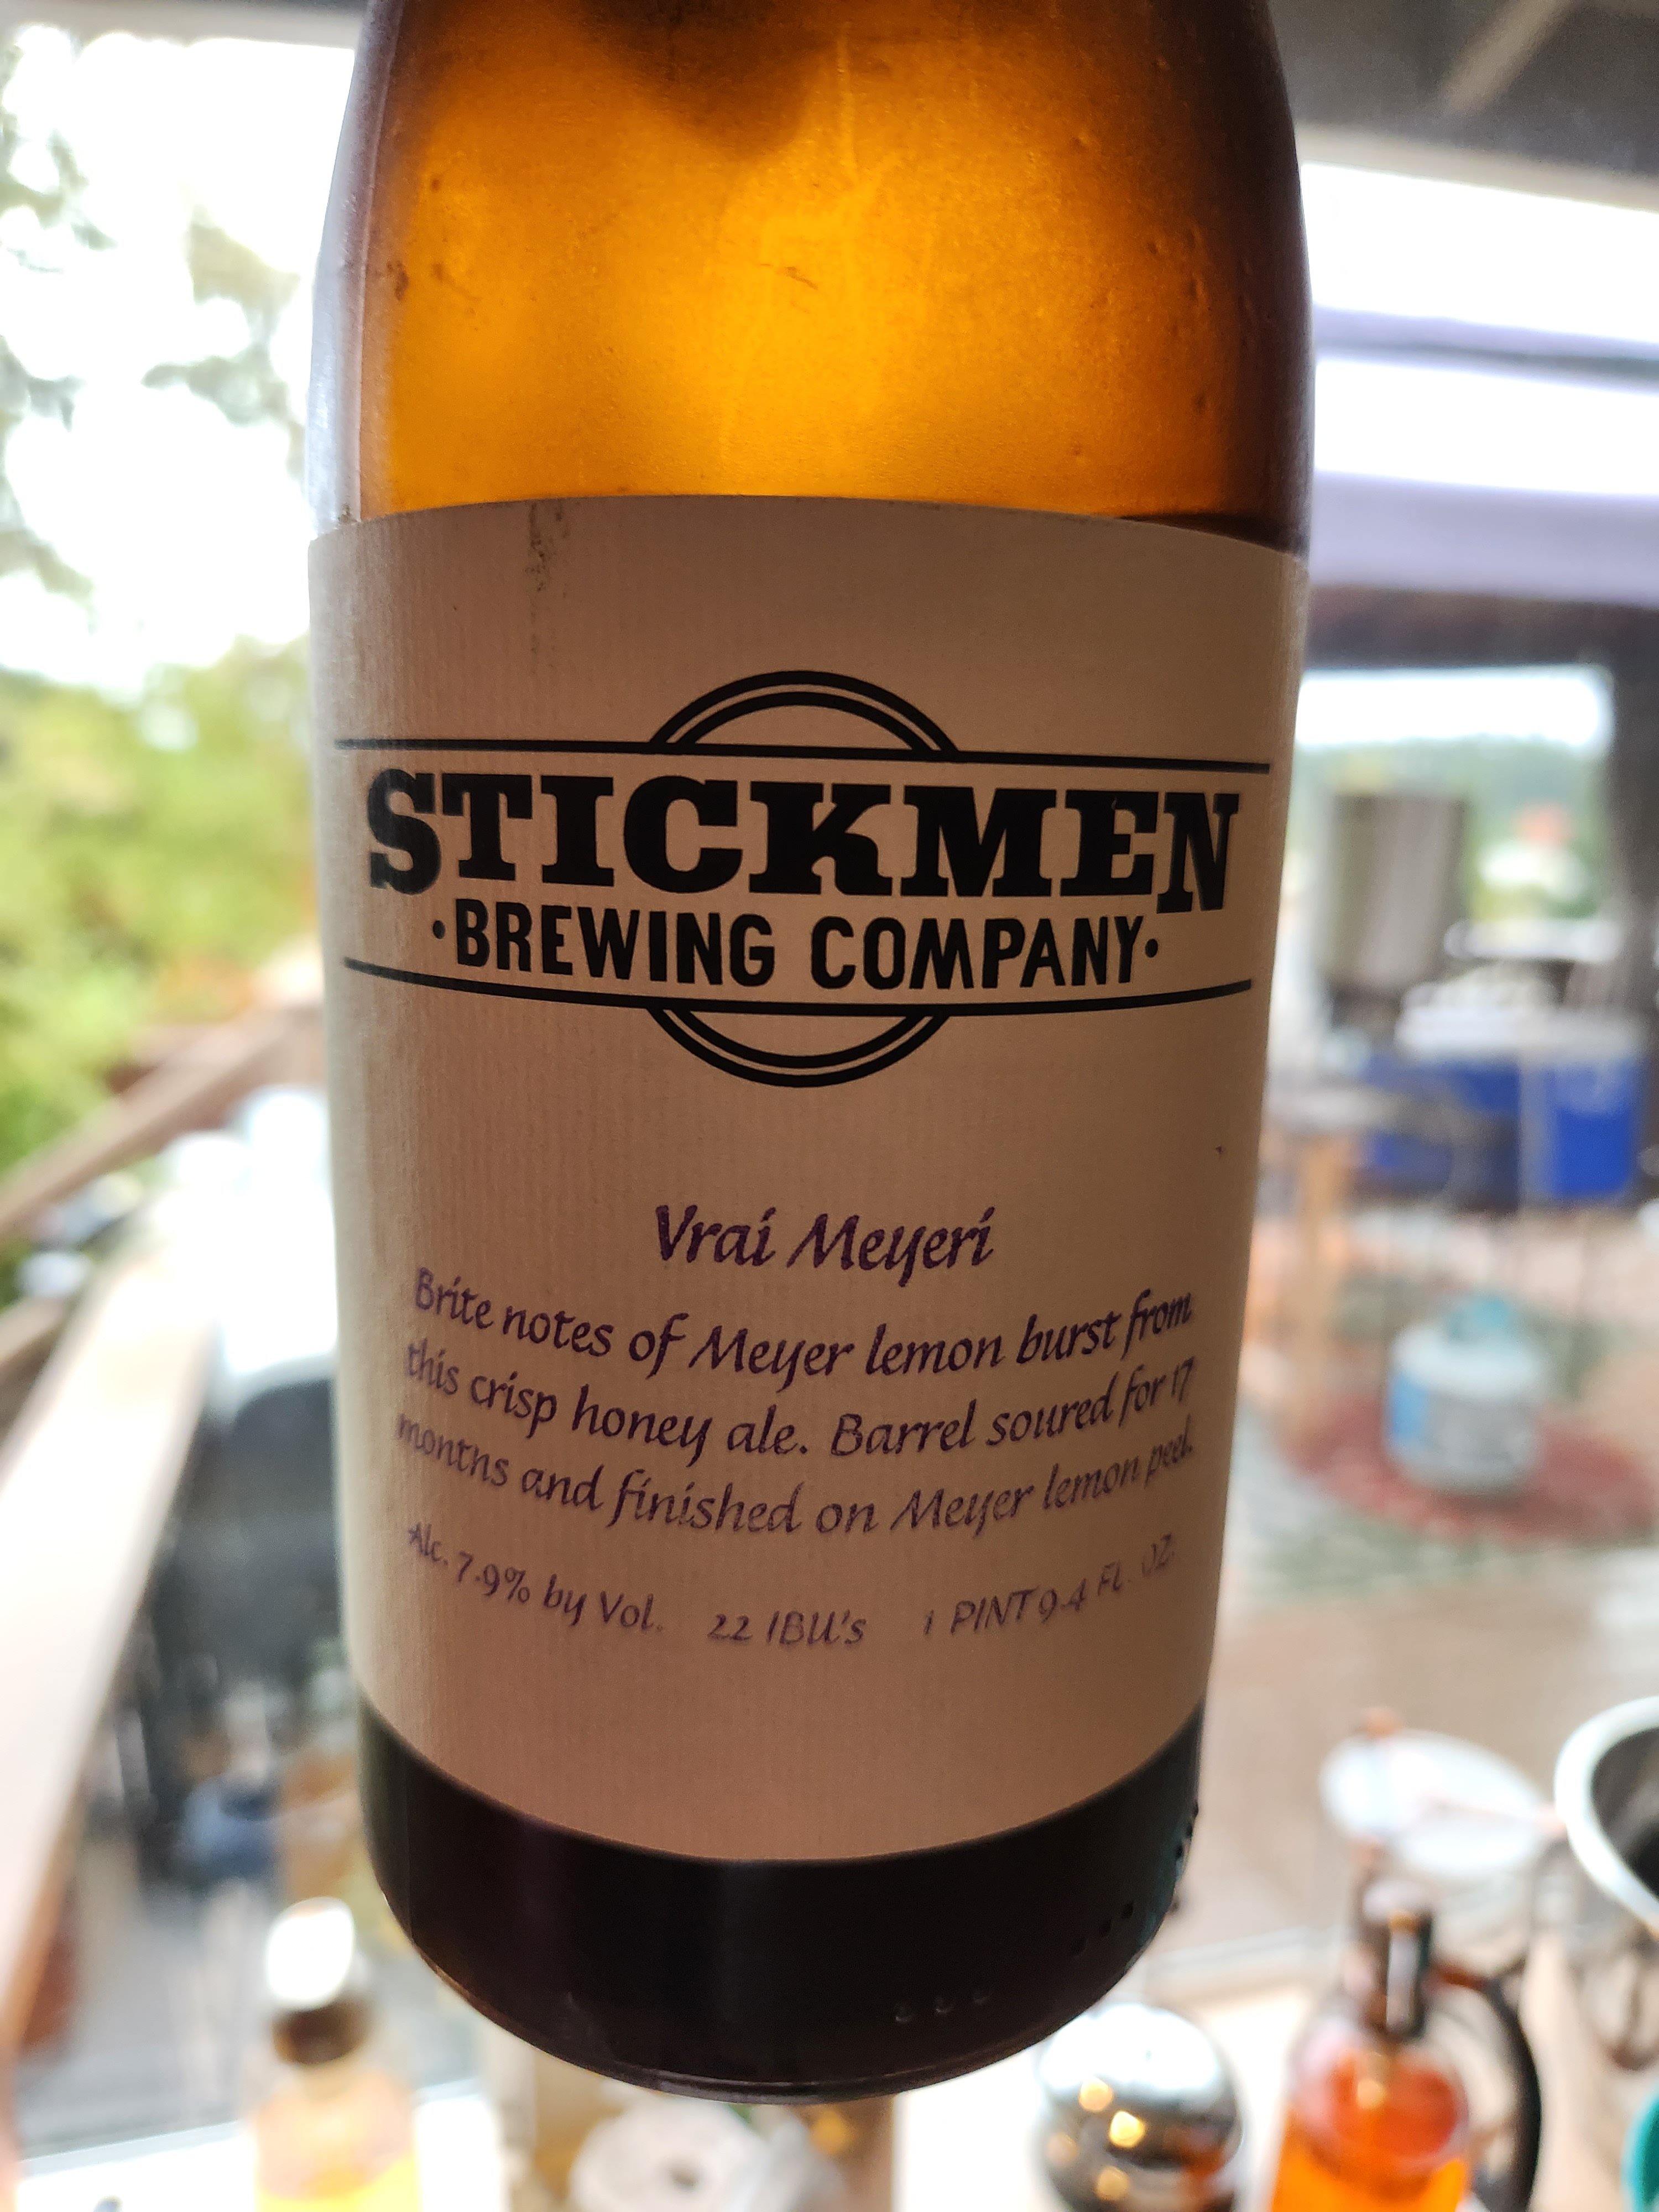 STICKMEN
•BREWING COMPANY•
Vrai Meyeri
Brite notes of Meyer lemon burst from
this crisp honey ale. Barrel soured for 17
months and finished on Meyer lemon peel.
Alc. 7.9% by Vol. 22 IBU's 1 PINT 9.4 FL. OZ.